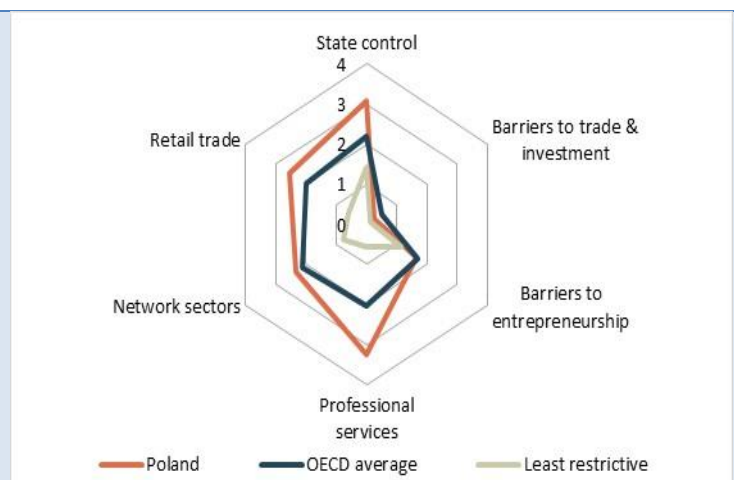 State control
4
3
2
1
0
Barriers to trade &
investment
Retail trade
Network sectors
Barriers to
entrepreneurship
Professional
services
Poland
OECD average
Least restrictive